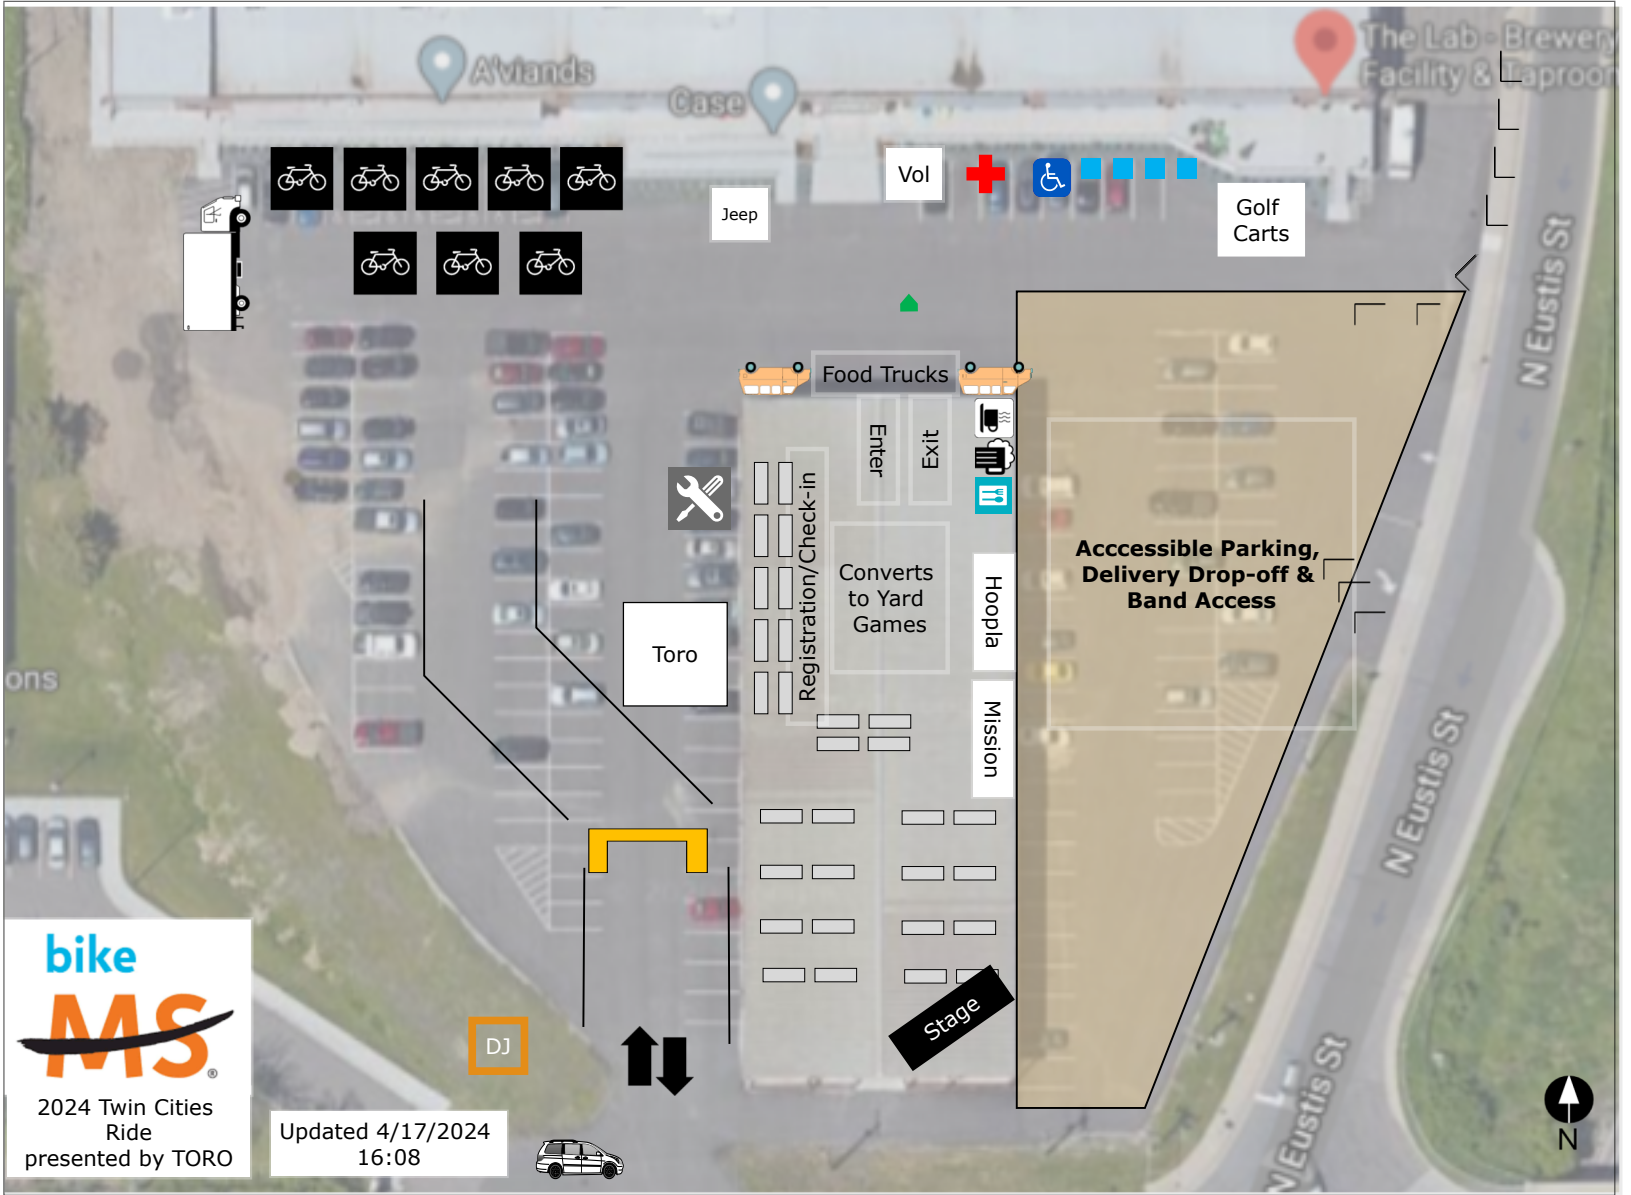 A'viands
Case
The Lab - Brewery
Facility & Taproom
Vol
Jeep
Golf
Carts
N Eustis St
Food Trucks
Enter
Exit
Registration/Check-in
Converts
to Yard
Games
Hoopla
Mission
Toro
Acccessible Parking,
Delivery Drop-off &
Band Access
ons
N Eustis St
Stage
DJ
N Eustis St
bike
MS®
2024 Twin Cities
Ride
presented by TORO
Updated 4/17/2024
16:08
N